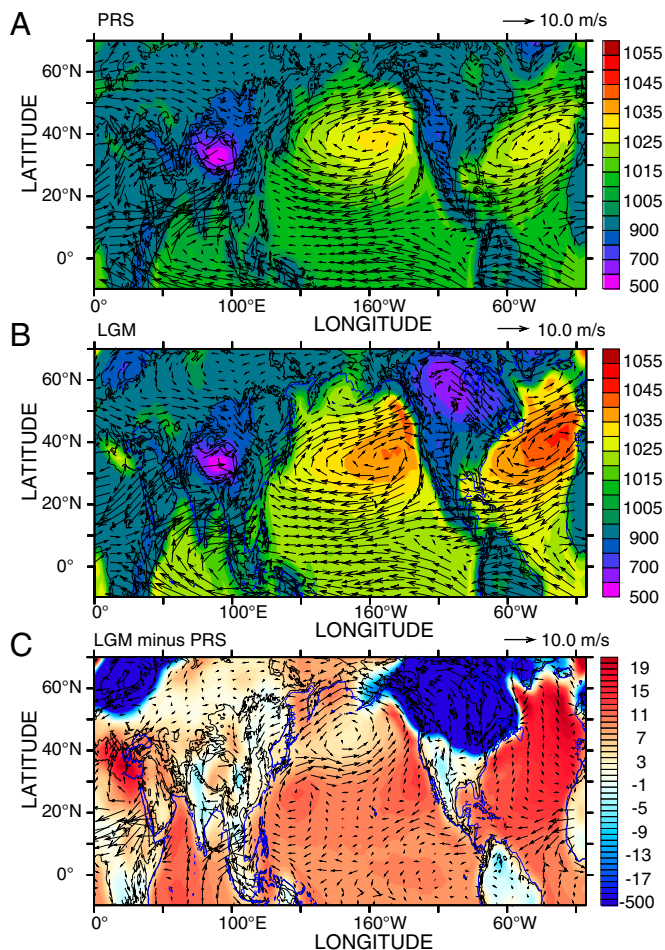 A PRS 10.0 m/s
60°N
40°N
20°N
0°
LATITUDE
0° 100°E 160°W 60°W
LONGITUDE
1055
1035
1025
1015
1005
900
700
500
B LGM 10.0 m/s
60°N
40°N
20°N
0°
LATITUDE
0° 100°E 160°W 60°W
LONGITUDE
1055
1035
1025
1015
1005
900
700
500
C LGM minus PRS 10.0 m/s
60°N
40°N
20°N
0°
LATITUDE
0° 100°E 160°W 60°W
LONGITUDE
19
15
11
7
3
-1
-5
-9
-13
-17
-500